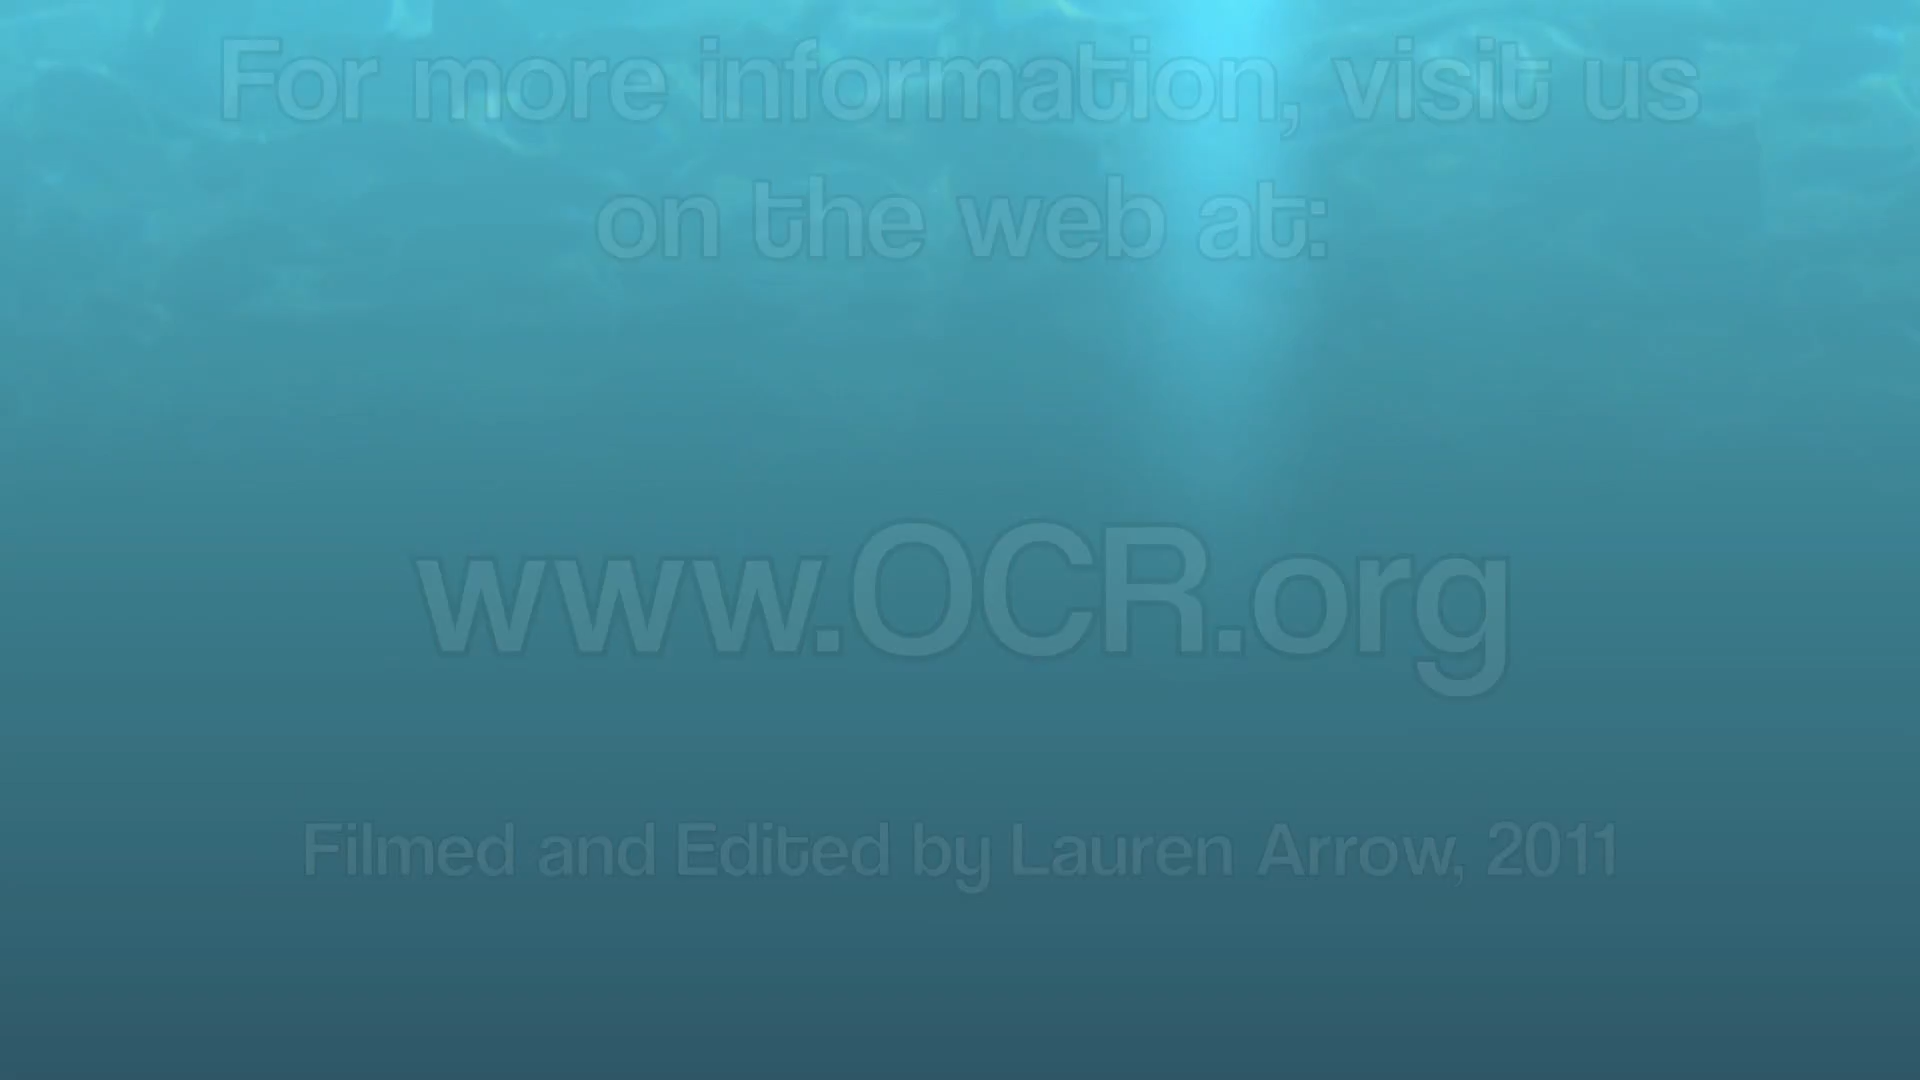 For more information, visit us
on the web at:
www.OCR.org
Filmed and Edited by Lauren Arrow, 2011